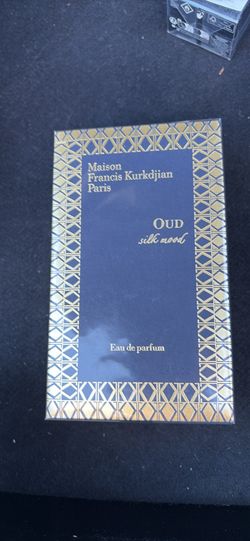 Maison
Francis Kurkdjian
Paris
OUD
silk mood
Eau de parfum